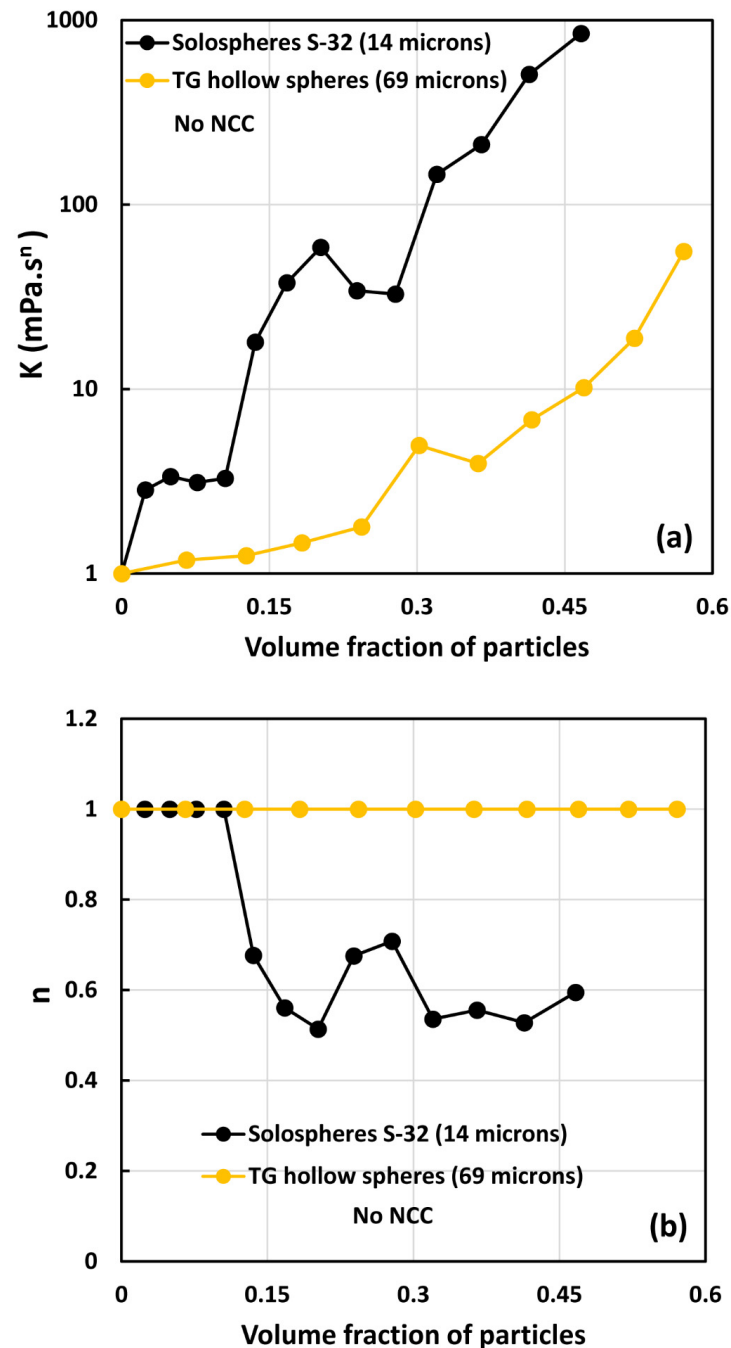 1000
Solospheres S-32 (14 microns)
TG hollow spheres (69 microns)
No NCC
100
K (mPa.sⁿ )
10
(a)
1
0 0.15 0.3 0.45 0.6
Volume fraction of particles
1.2
1
0.8
0.6
n
0.4
Solospheres S-32 (14 microns)
0.2
TG hollow spheres (69 microns)
No NCC
(b)
0
0 0.15 0.3 0.45 0.6
Volume fraction of particles